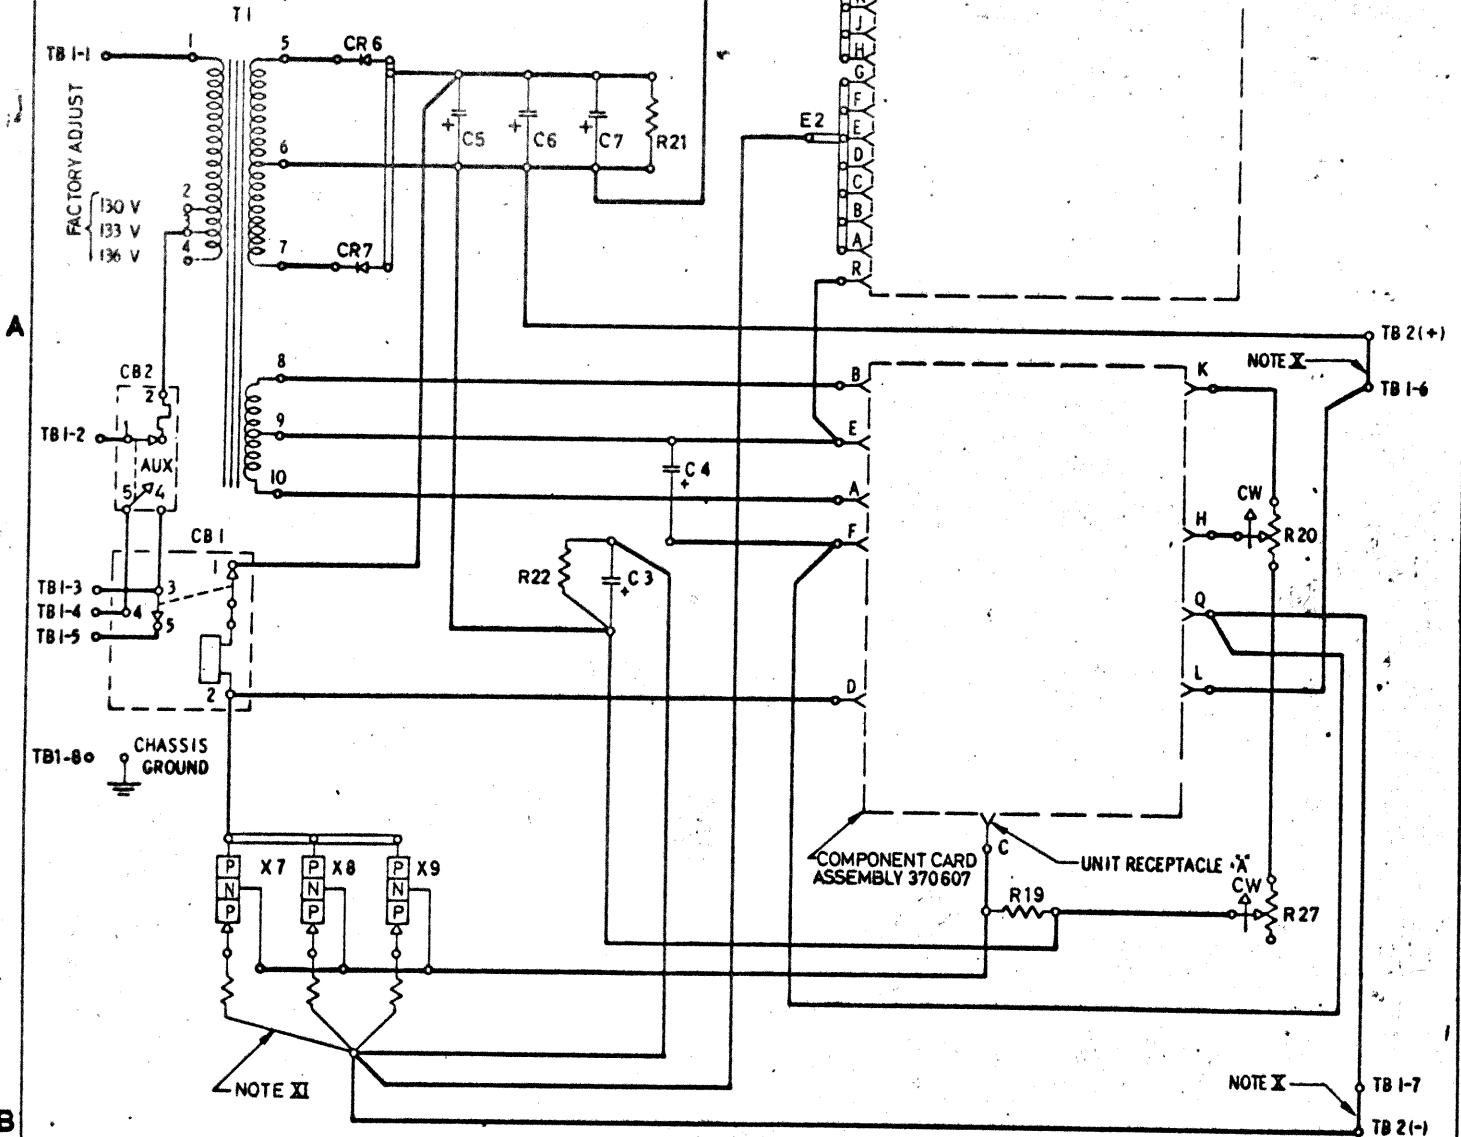 T1
J
H
G
F
E
D
C
B
A
R
E2
TB1-1
1
5
CR6
FACTORY ADJUST
2
130 V
3
133 V
4
136 V
6
7
CR7
+
C5
+
C6
+
C7
R21
A
TB2(+)
NOTE X
TB1-6
CB2
2
8
B
K
TB1-2
1
9
E
AUX
5
4
10
C4
+
A
CW
CB1
1
F
H
R20
R22
C3
+
TB1-3
3
TB1-4
4
TB1-5
5
Q
2
D
L
TB1-8
CHASSIS
GROUND
C
COMPONENT CARD
ASSEMBLY 370607
UNIT RECEPTACLE "A"
P
N
P
X7
P
N
P
X8
P
N
P
X9
R19
CW
R27
NOTE XI
NOTE X
TB1-7
TB2(-)
B